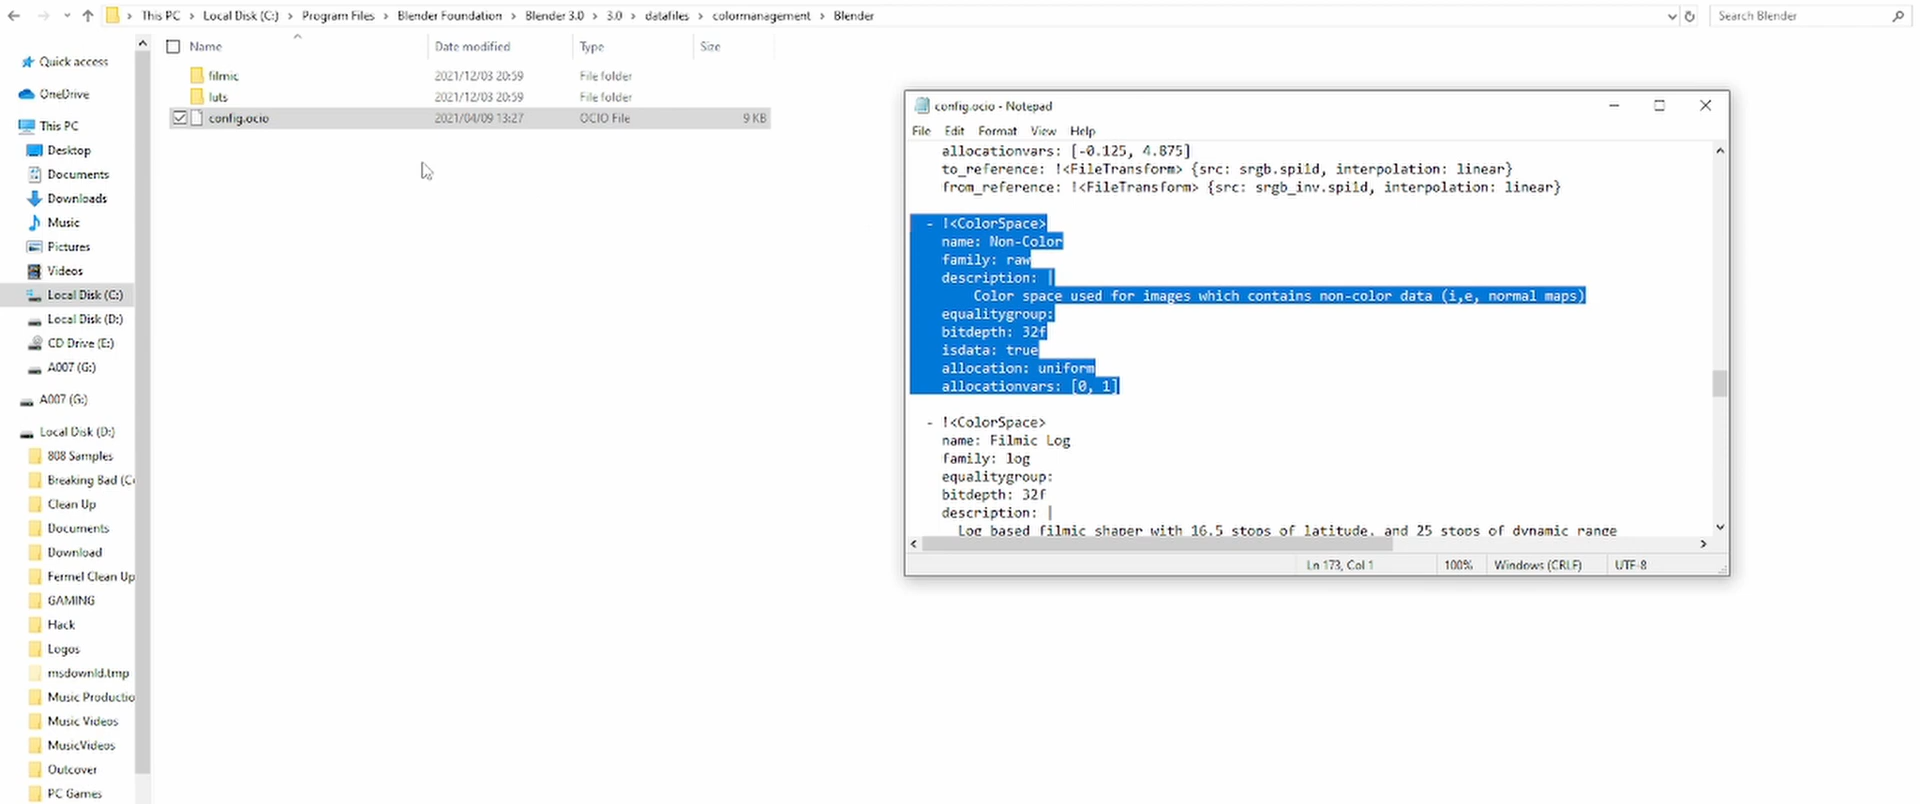 This PC > Local Disk (C:) > Program Files > Blender Foundation > Blender 3.0 > 3.0 > datafiles > colormanagement > Blender
Search Blender
Name Date modified Type Size
filmic 2021/12/03 20:59 File folder
luts 2021/12/03 20:59 File folder
config.ocio 2021/04/09 13:27 OCIO File 9 KB
Quick access
OneDrive
This PC
Desktop
Documents
Downloads
Music
Pictures
Videos
Local Disk (C:)
Local Disk (D:)
CD Drive (E:)
A007 (G:)
A007 (G:)
Local Disk (D:)
808 Samples
Breaking Bad (Co
Clean Up
Documents
Download
Fermel Clean Up
GAMING
Hack
Logos
msdownld.tmp
Music Productio
Music Videos
MusicVideos
Outcover
PC Games
config.ocio - Notepad
File Edit Format View Help
allocationvars: [-0.125, 4.875]
to_reference: !<FileTransform> {src: srgb.spi1d, interpolation: linear}
from_reference: !<FileTransform> {src: srgb_inv.spi1d, interpolation: linear}
- !<ColorSpace>
name: Non-Color
family: raw
description: |
Color space used for images which contains non-color data (i,e, normal maps)
equalitygroup:
bitdepth: 32f
isdata: true
allocation: uniform
allocationvars: [0, 1]
- !<ColorSpace>
name: Filmic Log
family: log
equalitygroup:
bitdepth: 32f
description: |
Log based filmic shaper with 16.5 stops of latitude, and 25 stops of dynamic range
Ln 173, Col 1 100% Windows (CRLF) UTF-8